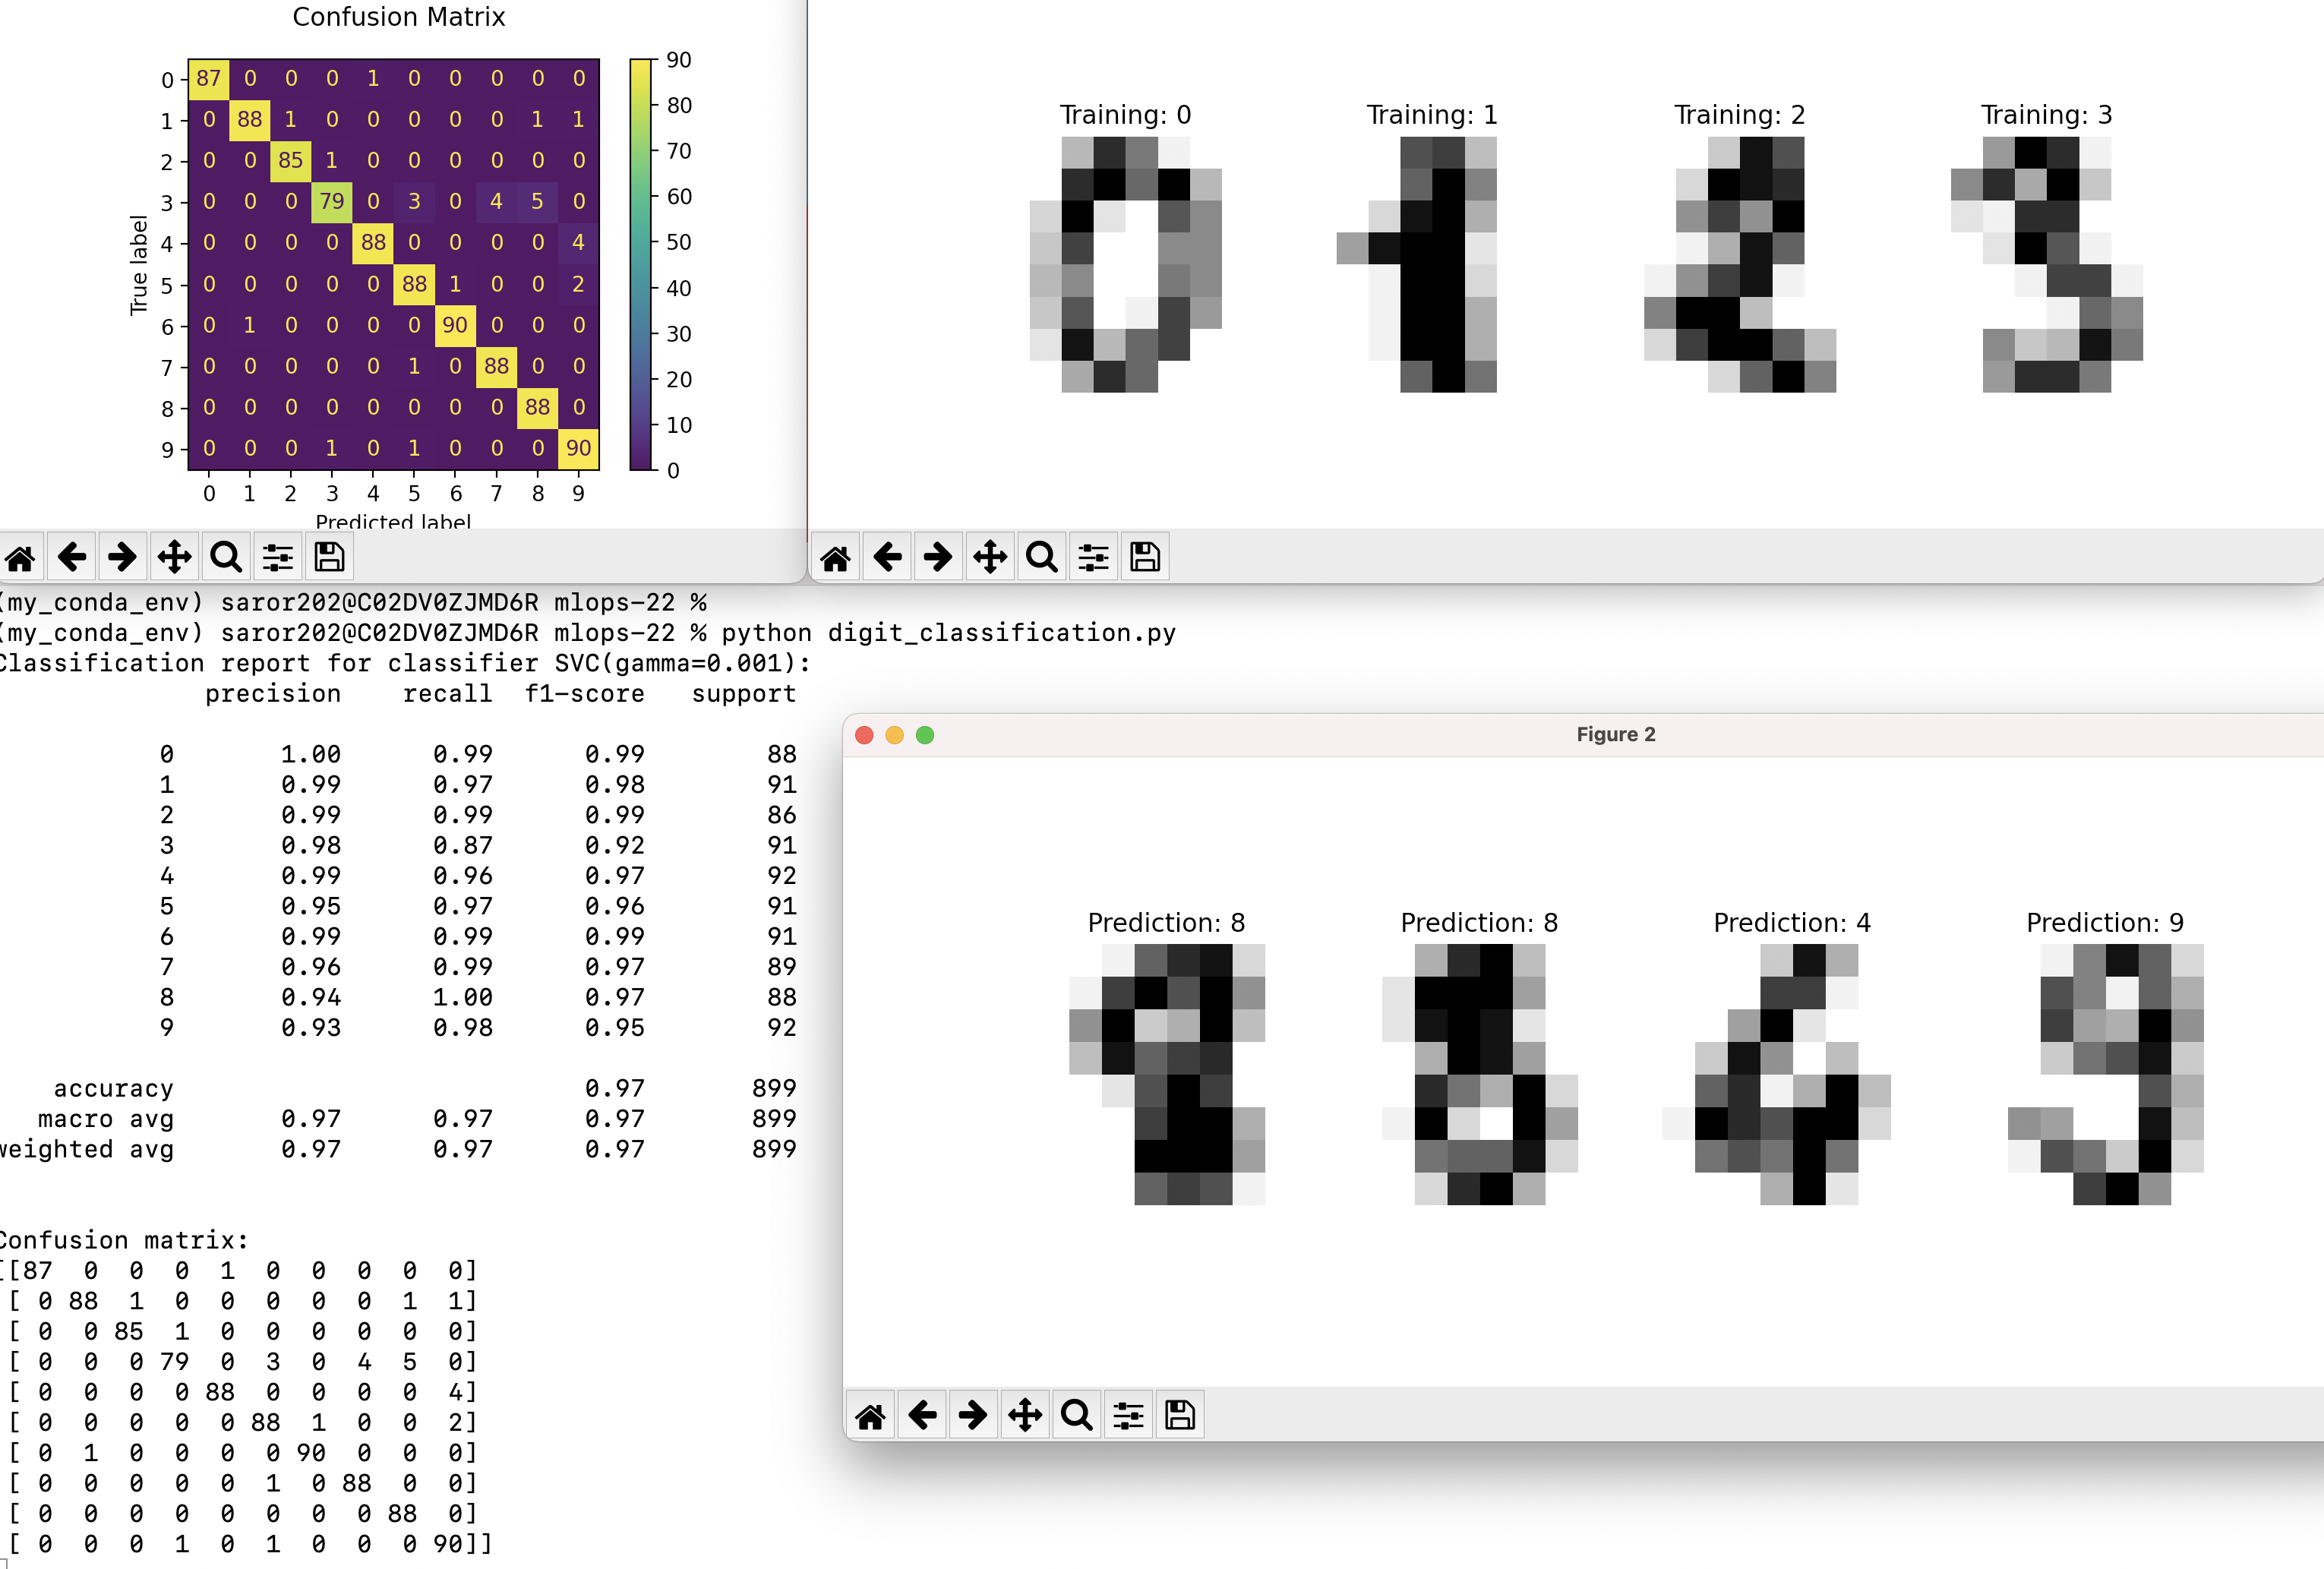 Confusion Matrix
0 87 0 0 0 1 0 0 0 0 0
1 0 88 1 0 0 0 0 0 1 1
2 0 0 85 1 0 0 0 0 0 0
3 0 0 0 79 0 3 0 4 5 0
4 0 0 0 0 88 0 0 0 0 4
5 0 0 0 0 0 88 1 0 0 2
6 0 1 0 0 0 0 90 0 0 0
7 0 0 0 0 0 1 0 88 0 0
8 0 0 0 0 0 0 0 0 88 0
9 0 0 0 1 0 1 0 0 0 90
0 1 2 3 4 5 6 7 8 9
True label
Predicted label
90
80
70
60
50
40
30
20
10
0
Training: 0 Training: 1 Training: 2 Training: 3
(my_conda_env) saror202@C02DV0ZJMD6R mlops-22 %
(my_conda_env) saror202@C02DV0ZJMD6R mlops-22 % python digit_classification.py
Classification report for classifier SVC(gamma=0.001):
precision recall f1-score support
0 1.00 0.99 0.99 88
1 0.99 0.97 0.98 91
2 0.99 0.99 0.99 86
3 0.98 0.87 0.92 91
4 0.99 0.96 0.97 92
5 0.95 0.97 0.96 91
6 0.99 0.99 0.99 91
7 0.96 0.99 0.97 89
8 0.94 1.00 0.97 88
9 0.93 0.98 0.95 92
accuracy 0.97 899
macro avg 0.97 0.97 0.97 899
weighted avg 0.97 0.97 0.97 899
Confusion matrix:
[[87 0 0 0 1 0 0 0 0 0]
[ 0 88 1 0 0 0 0 0 1 1]
[ 0 0 85 1 0 0 0 0 0 0]
[ 0 0 0 79 0 3 0 4 5 0]
[ 0 0 0 0 88 0 0 0 0 4]
[ 0 0 0 0 0 88 1 0 0 2]
[ 0 1 0 0 0 0 90 0 0 0]
[ 0 0 0 0 0 1 0 88 0 0]
[ 0 0 0 0 0 0 0 0 88 0]
[ 0 0 0 1 0 1 0 0 0 90]]
Figure 2
Prediction: 8 Prediction: 8 Prediction: 4 Prediction: 9